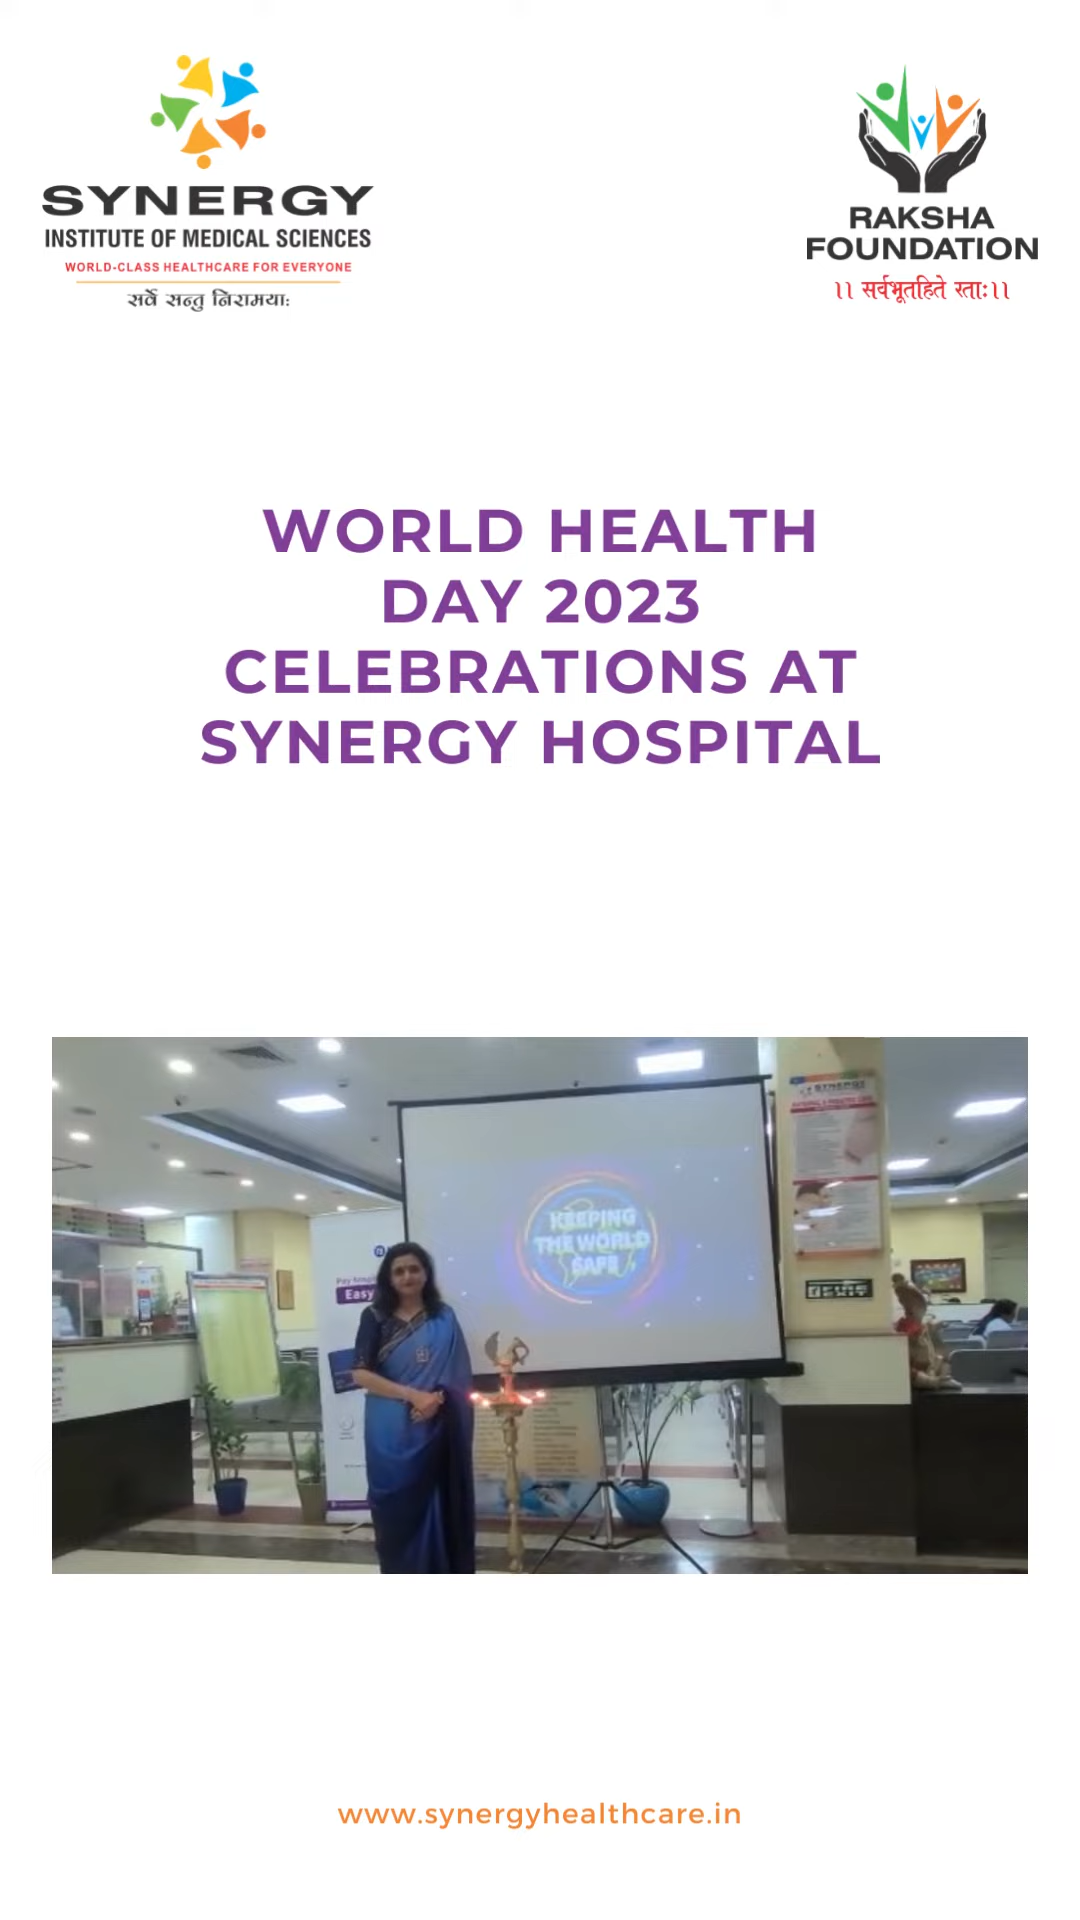 SYNERGY
INSTITUTE OF MEDICAL SCIENCES
WORLD-CLASS HEALTHCARE FOR EVERYONE
सर्वे सन्तु निरामयाः
RAKSHA
FOUNDATION
।। सर्वभूतहिते रताः।।
WORLD HEALTH
DAY 2023
CELEBRATIONS AT
SYNERGY HOSPITAL
KEEPING
THE WORLD
SAFE
SYNERGY
Easy
www.synergyhealthcare.in